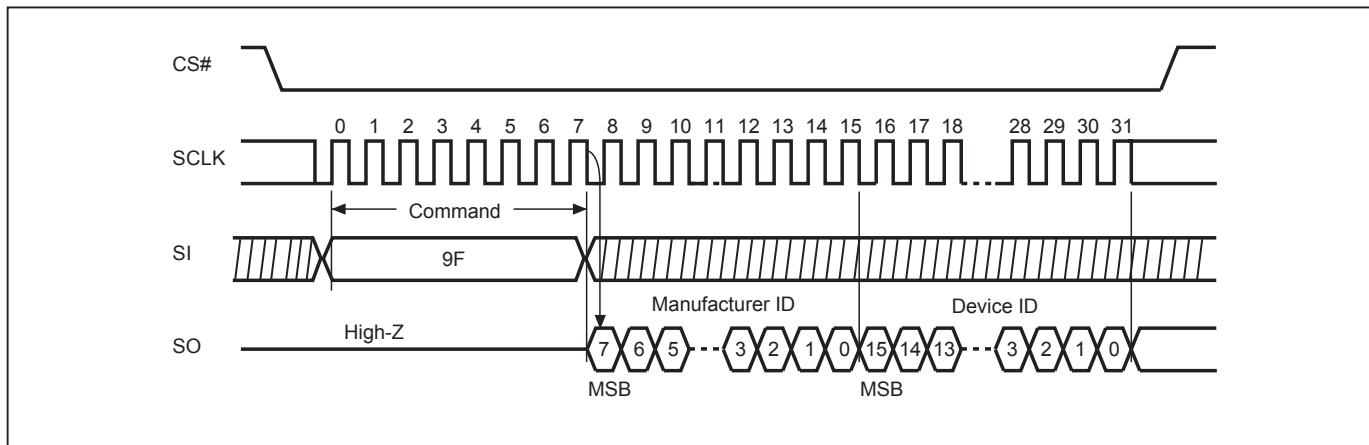 CS#
0 1 2 3 4 5 6 7 8 9 10 11 12 13 14 15 16 17 18 28 29 30 31
SCLK
Command
SI
9F
Manufacturer ID Device ID
High-Z
SO
7 6 5 3 2 1 0 15 14 13 3 2 1 0
MSB MSB